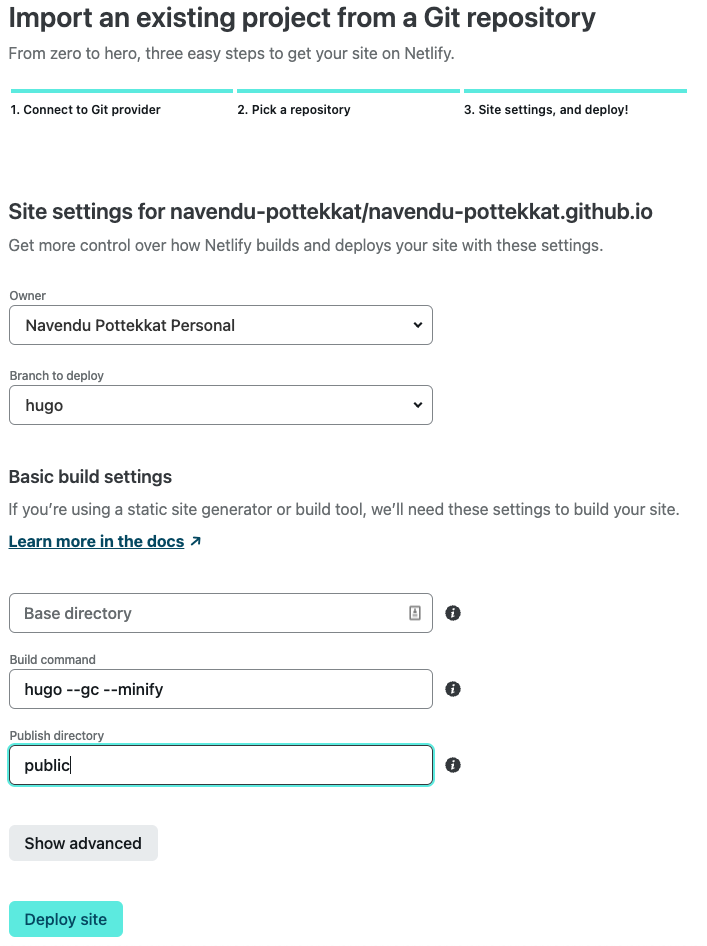 Import an existing project from a Git repository
From zero to hero, three easy steps to get your site on Netlify.
1. Connect to Git provider
2. Pick a repository
3. Site settings, and deploy!
Site settings for navendu-pottekkat/navendu-pottekkat.github.io
Get more control over how Netlify builds and deploys your site with these settings.
Owner
Navendu Pottekkat Personal
Branch to deploy
hugo
Basic build settings
If you’re using a static site generator or build tool, we’ll need these settings to build your site.
Learn more in the docs ↗
Base directory
Build command
hugo --gc --minify
Publish directory
public
Show advanced
Deploy site